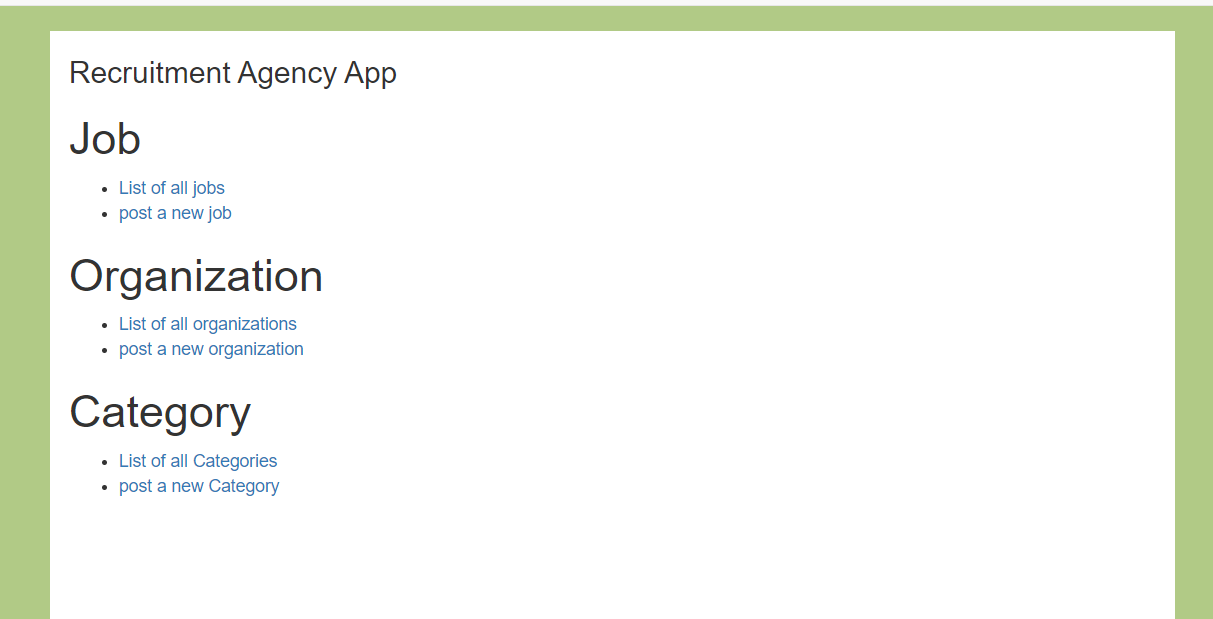 Recruitment Agency App
Job
List of all jobs
post a new job
Organization
List of all organizations
post a new organization
Category
List of all Categories
post a new Category